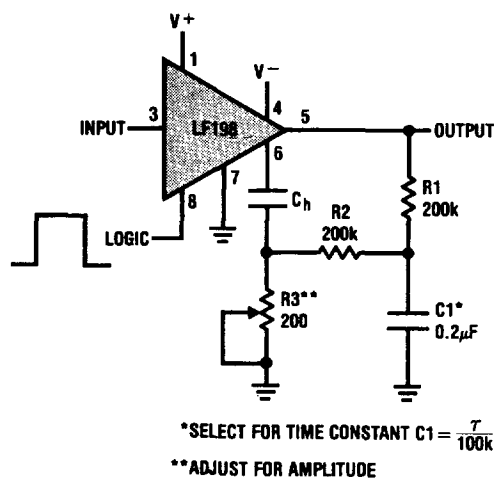 V+
1
V−
4
3
5
INPUT
LF198
OUTPUT
6
7
8
Ch
R1
200k
R2
200k
LOGIC
R3**
200
C1*
0.2μF
*SELECT FOR TIME CONSTANT C1 = τ/100k
**ADJUST FOR AMPLITUDE